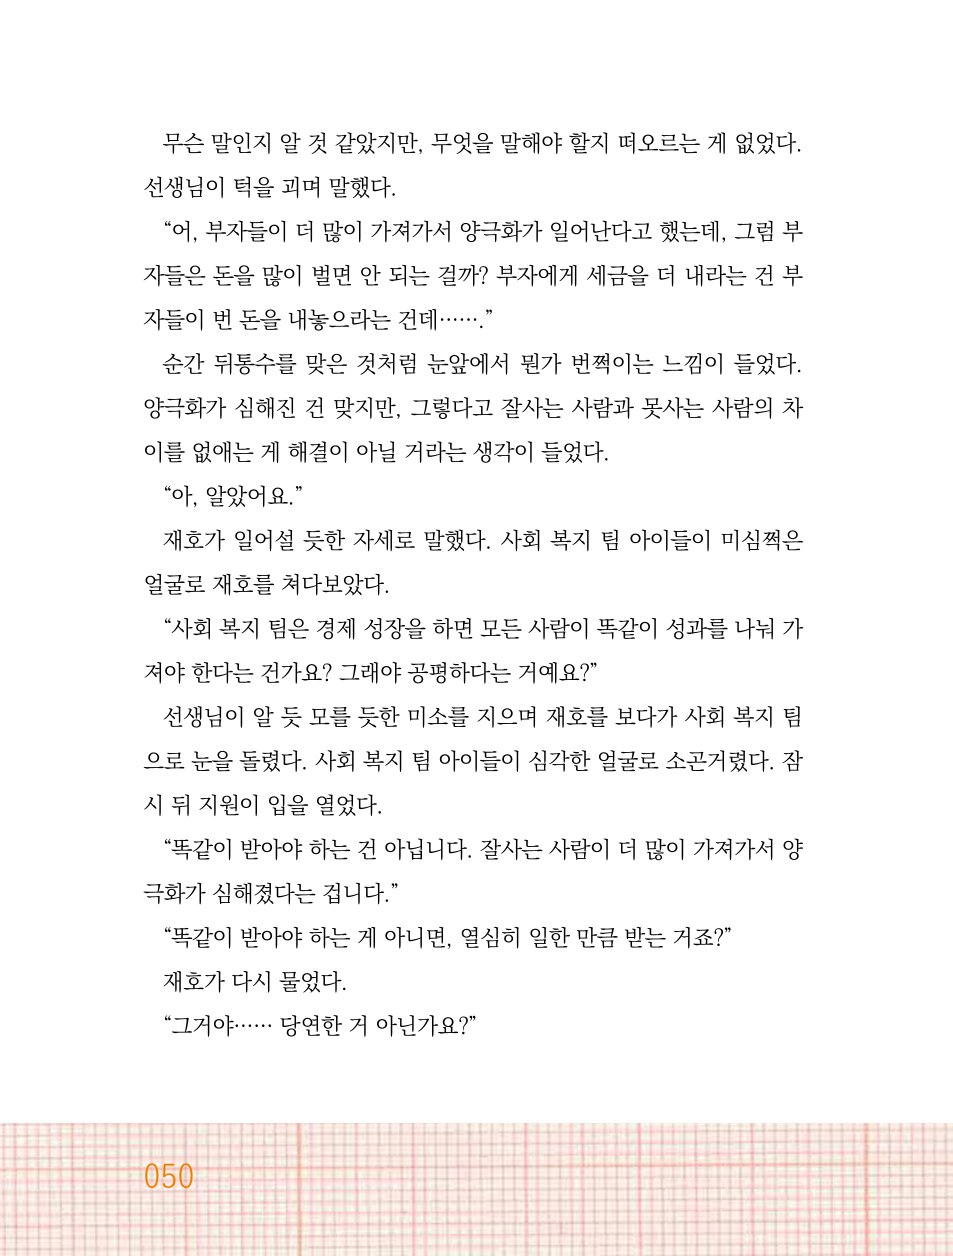 무슨 말인지 알 것 같았지만, 무엇을 말해야 할지 떠오르는 게 없었다.
선생님이 턱을 괴며 말했다.
“어, 부자들이 더 많이 가져가서 양극화가 일어난다고 했는데, 그럼 부
자들은 돈을 많이 벌면 안 되는 걸까? 부자에게 세금을 더 내라는 건 부
자들이 번 돈을 내놓으라는 건데…….”
순간 뒤통수를 맞은 것처럼 눈앞에서 뭔가 번쩍이는 느낌이 들었다.
양극화가 심해진 건 맞지만, 그렇다고 잘사는 사람과 못사는 사람의 차
이를 없애는 게 해결이 아닐 거라는 생각이 들었다.
“아, 알았어요.”
재호가 일어설 듯한 자세로 말했다. 사회 복지 팀 아이들이 미심쩍은
얼굴로 재호를 쳐다보았다.
“사회 복지 팀은 경제 성장을 하면 모든 사람이 똑같이 성과를 나눠 가
져야 한다는 건가요? 그래야 공평하다는 거예요?”
선생님이 알 듯 모를 듯한 미소를 지으며 재호를 보다가 사회 복지 팀
으로 눈을 돌렸다. 사회 복지 팀 아이들이 심각한 얼굴로 소곤거렸다. 잠
시 뒤 지원이 입을 열었다.
“똑같이 받아야 하는 건 아닙니다. 잘사는 사람이 더 많이 가져가서 양
극화가 심해졌다는 겁니다.”
“똑같이 받아야 하는 게 아니면, 열심히 일한 만큼 받는 거죠?”
재호가 다시 물었다.
“그거야…… 당연한 거 아닌가요?”
050